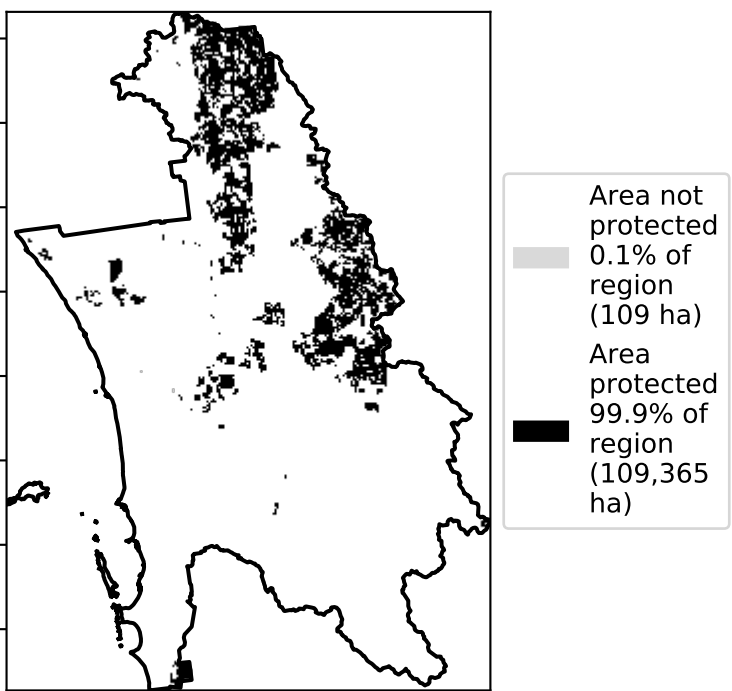 Area not
protected
0.1% of
region
(109 ha)
Area
protected
99.9% of
region
(109,365
ha)